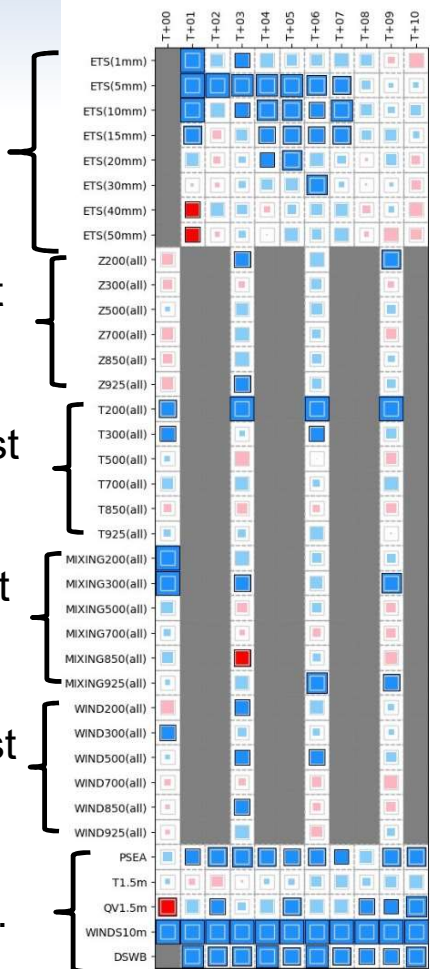 T+00 T+01 T+02 T+03 T+04 T+05 T+06 T+07 T+08 T+09 T+10
ETS(1mm)
ETS(5mm)
ETS(10mm)
ETS(15mm)
ETS(20mm)
ETS(30mm)
ETS(40mm)
ETS(50mm)
Z200(all)
Z300(all)
Z500(all)
Z700(all)
Z850(all)
Z925(all)
T200(all)
T300(all)
st
T500(all)
T700(all)
T850(all)
T925(all)
MIXING200(all)
MIXING300(all)
MIXING500(all)
MIXING700(all)
MIXING850(all)
MIXING925(all)
WIND200(all)
WIND300(all)
st
WIND500(all)
WIND700(all)
WIND850(all)
WIND925(all)
PSEA
T1.5m
QV1.5m
.
WINDS10m
DSWB